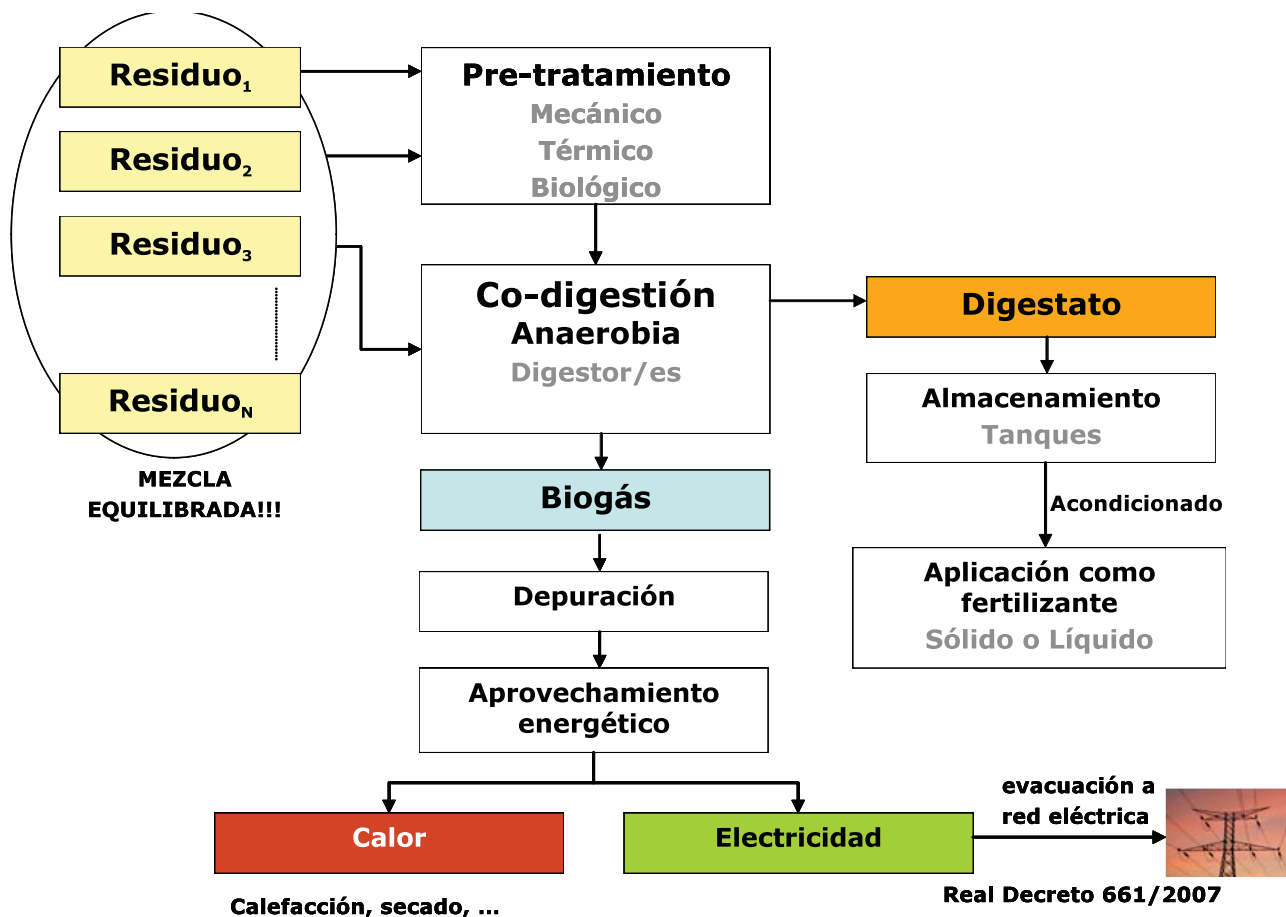 Residuo1
Residuo2
Residuo3
ResiduoN
MEZCLA
EQUILIBRADA!!!
Pre-tratamiento
Mecánico
Térmico
Biológico
Co-digestión
Anaerobia
Digestor/es
Digestato
Almacenamiento
Tanques
Acondicionado
Aplicación como
fertilizante
Sólido o Líquido
Biogás
Depuración
Aprovechamiento
energético
Calor
Calefacción, secado, ...
Electricidad
evacuación a
red eléctrica
Real Decreto 661/2007